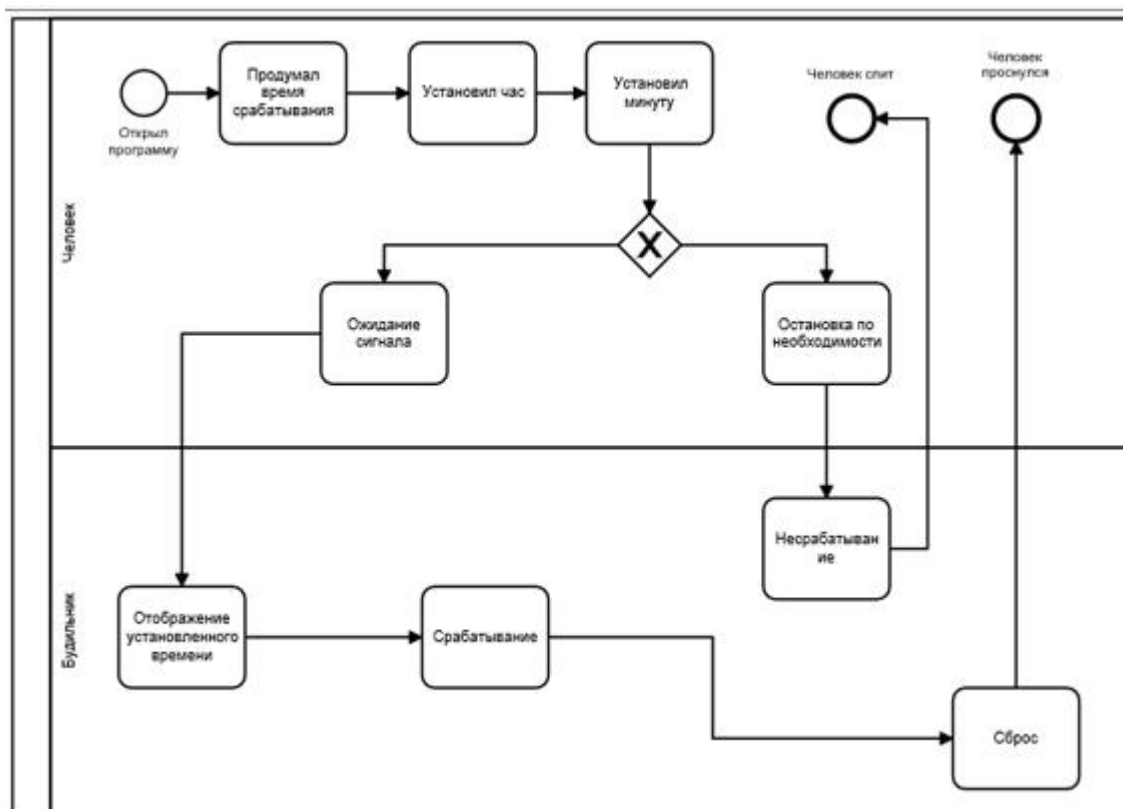 Продумал
время
срабатывания
Установил час
Установил
минуту
Человек спит
Человек
проснулся
Открыл
программу
X
Человек
Ожидание
сигнала
Остановка по
необходимости
Несрабатыван
ие
Будильник
Отображение
установленного
времени
Срабатывание
Сброс